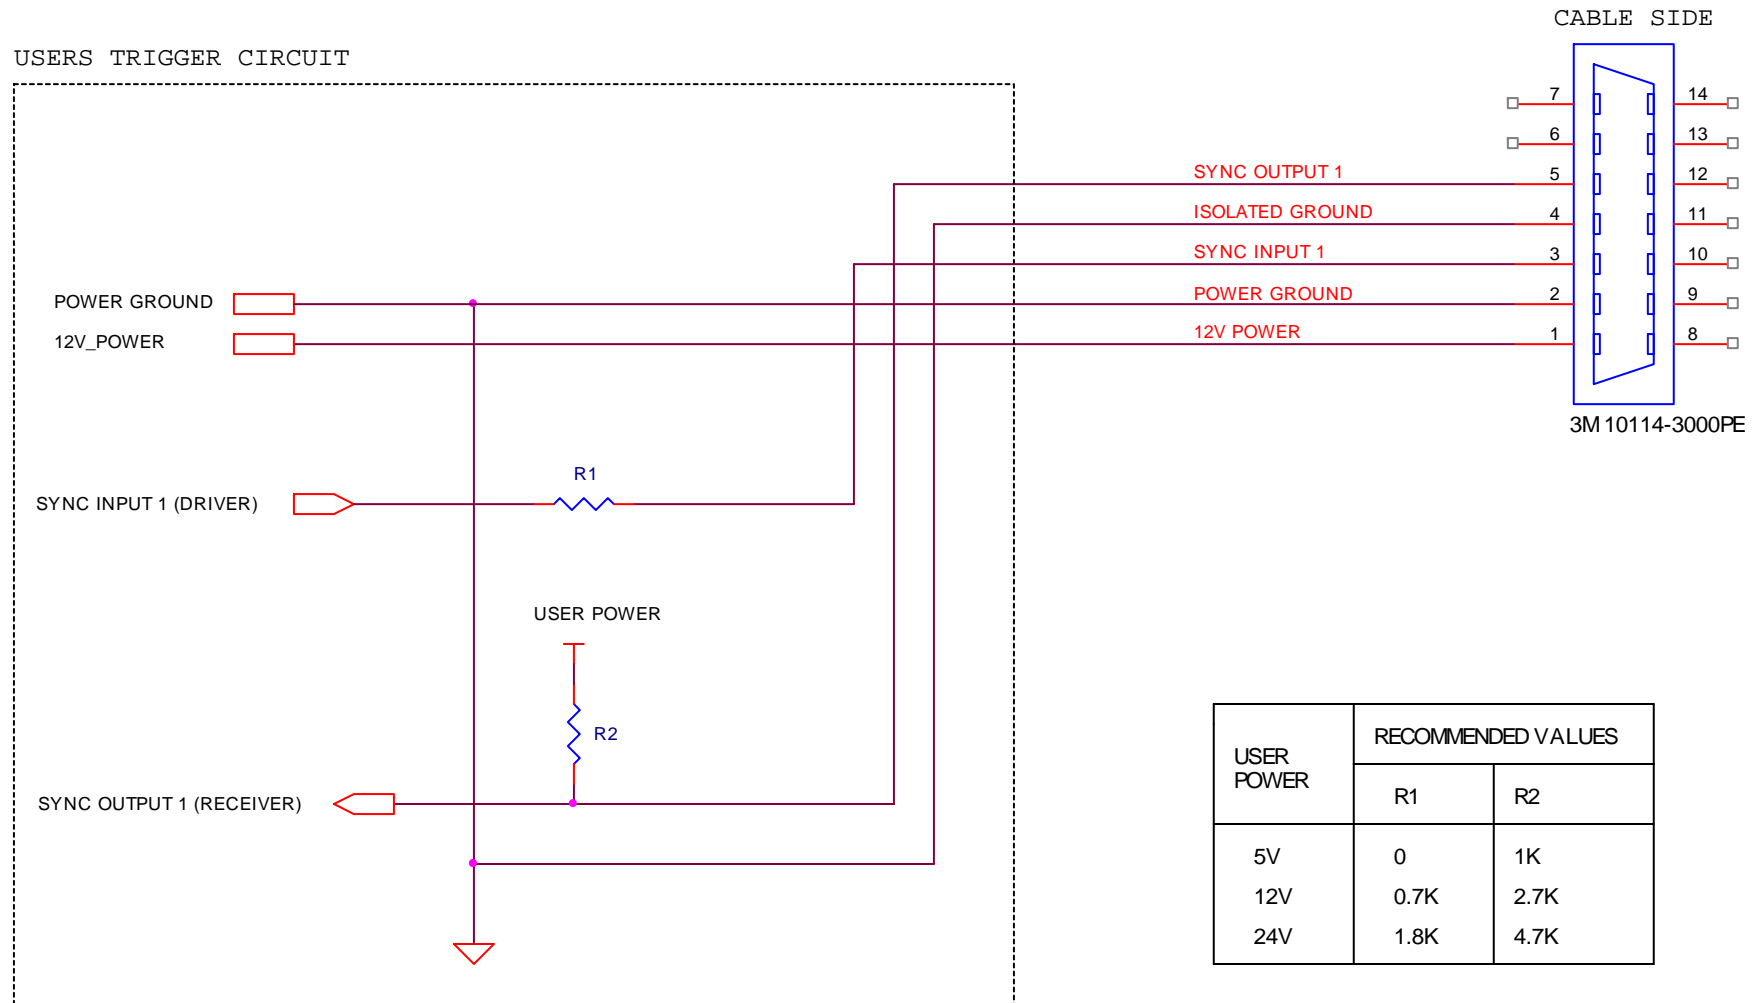 CABLE SIDE
USERS TRIGGER CIRCUIT
7 14
6 13
SYNC OUTPUT 1 5 12
ISOLATED GROUND 4 11
SYNC INPUT 1 3 10
POWER GROUND POWER GROUND 2 9
12V_POWER 12V POWER 1 8
3M 10114-3000PE
R1
SYNC INPUT 1 (DRIVER)
USER POWER
R2
SYNC OUTPUT 1 (RECEIVER)
USER POWER RECOMMENDED VALUES
R1 R2
5V 0 1K
12V 0.7K 2.7K
24V 1.8K 4.7K